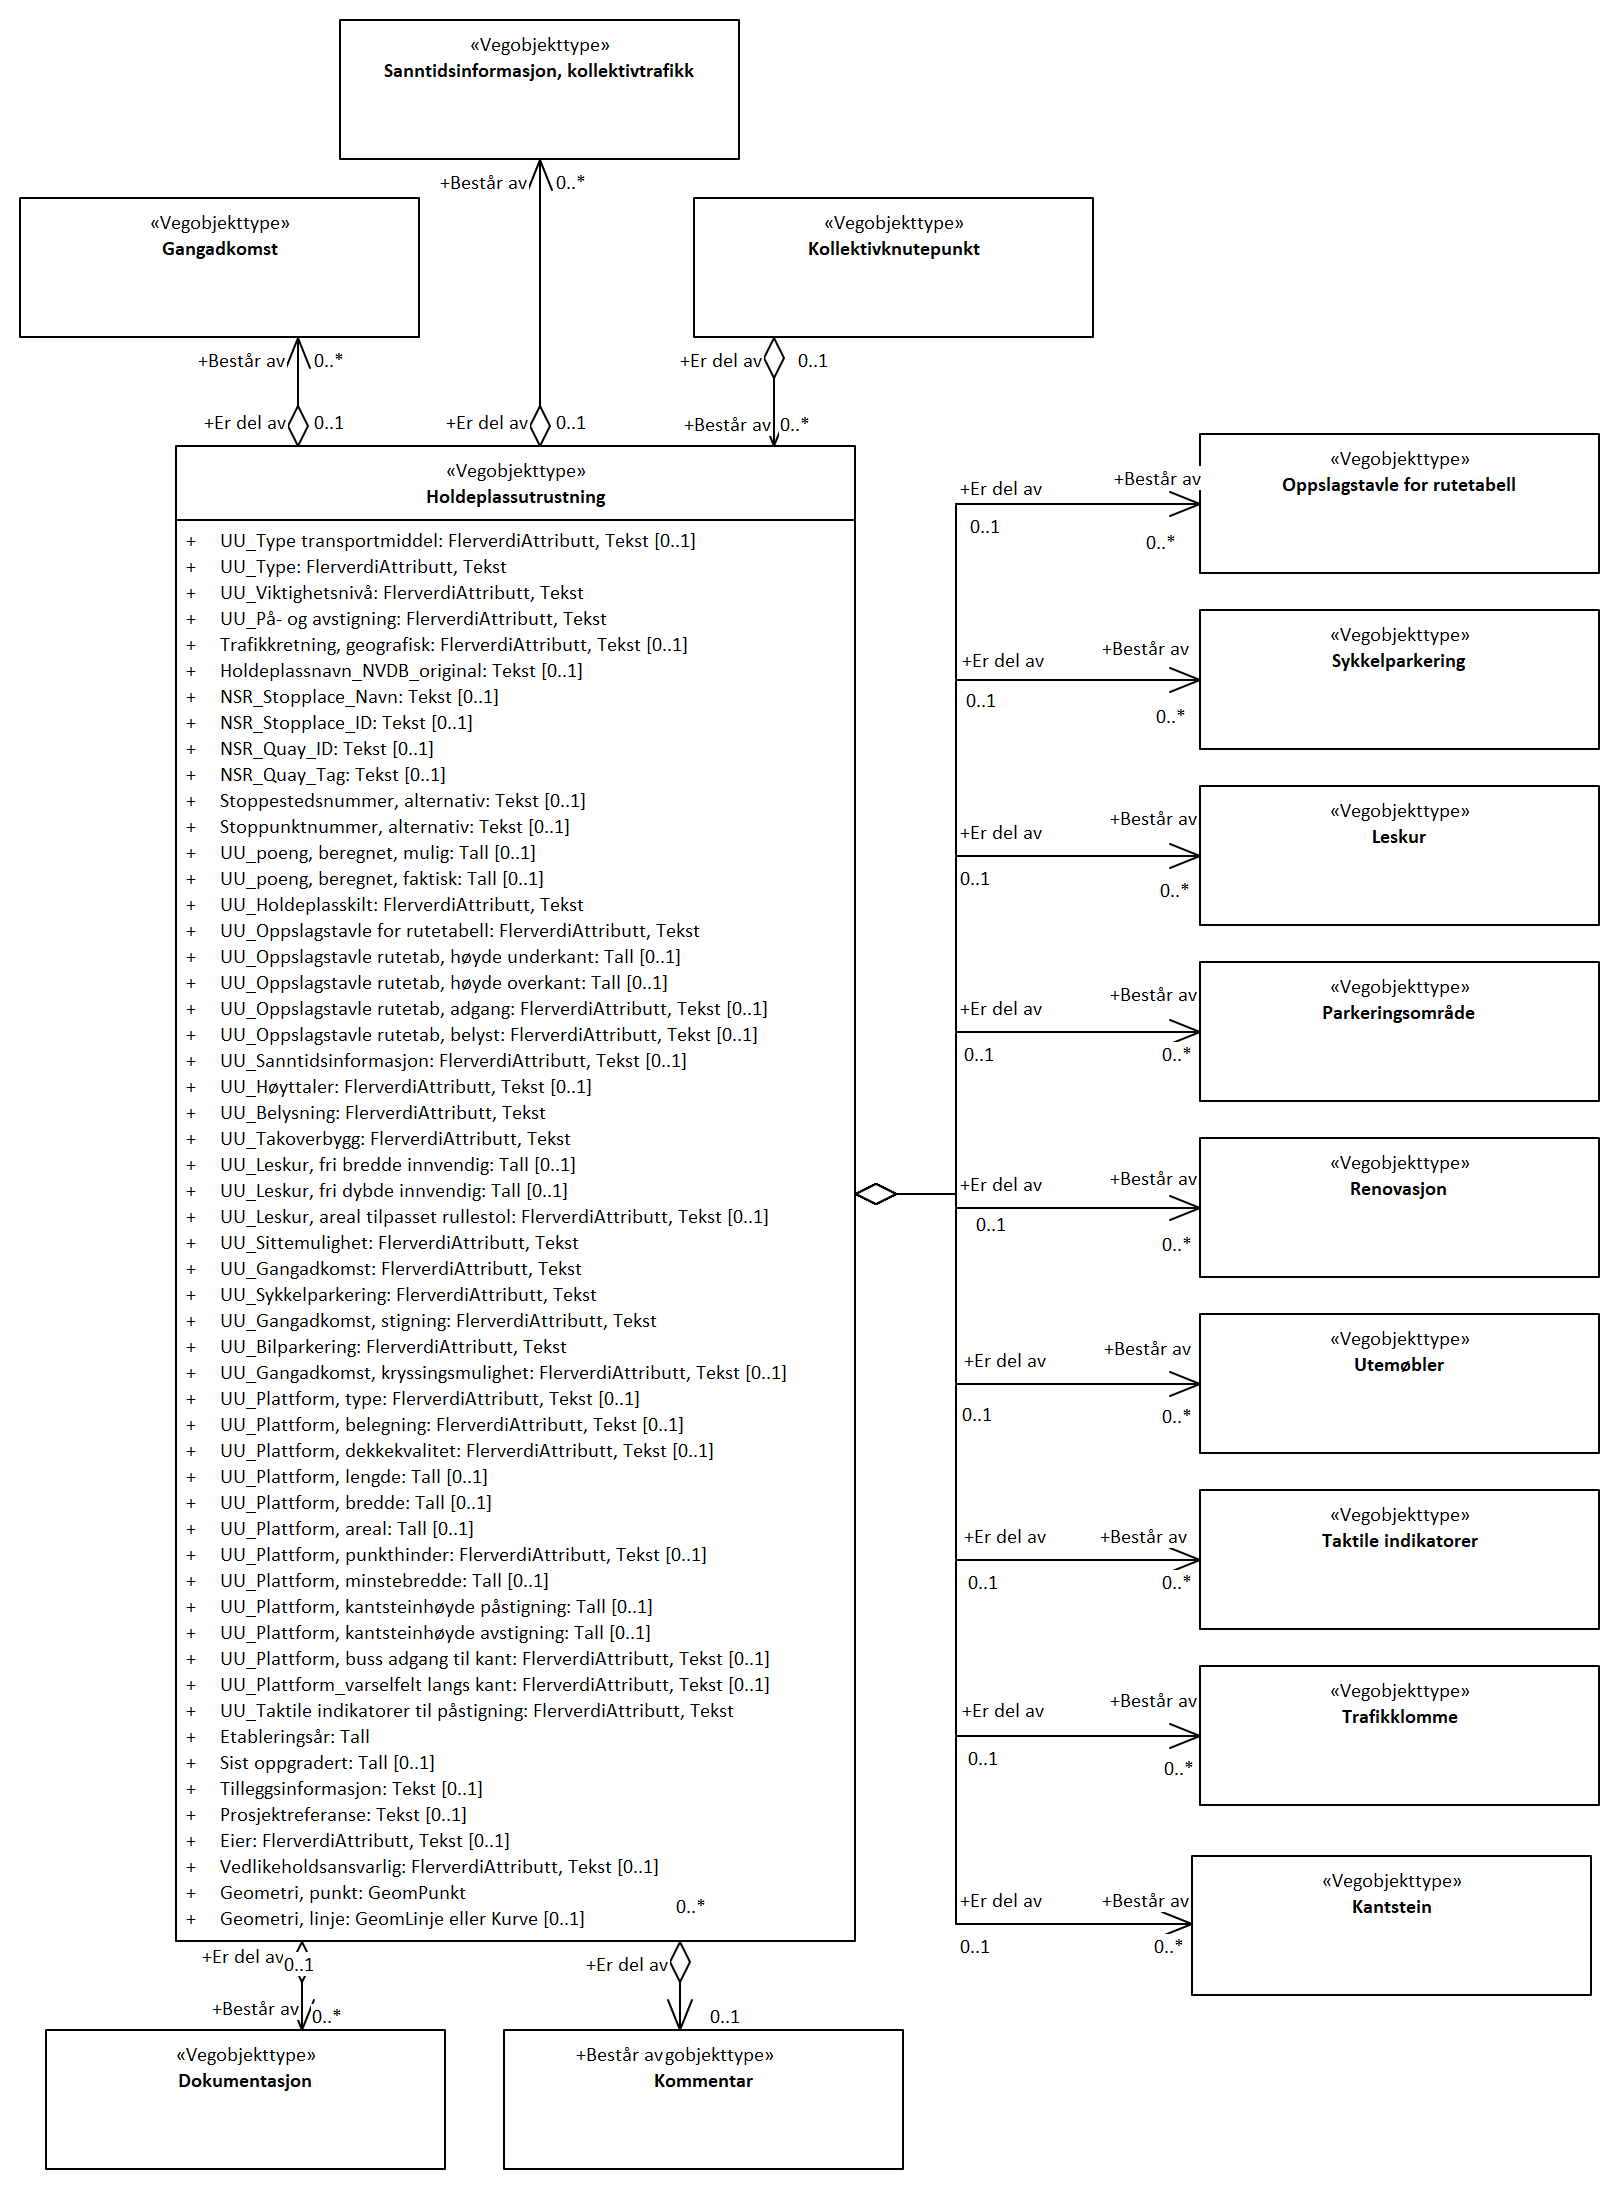 «Vegobjekttype»
Sanntidsinformasjon, kollektivtrafikk
+Består av
0..*
«Vegobjekttype»
Gangadkomst
«Vegobjekttype»
Kollektivknutepunkt
+Består av
0..*
+Er del av
0..1
+Er del av
0..1
+Er del av
0..1
+Består av
0..*
«Vegobjekttype»
Holdeplassutrustning
+ UU_Type transportmiddel: FlerverdiAttributt, Tekst [0..1]
+ UU_Type: FlerverdiAttributt, Tekst
+ UU_Viktighetsnivå: FlerverdiAttributt, Tekst
+ UU_På- og avstigning: FlerverdiAttributt, Tekst
+ Trafikkretning, geografisk: FlerverdiAttributt, Tekst [0..1]
+ Holdeplassnavn_NVDB_original: Tekst [0..1]
+ NSR_Stopplace_Navn: Tekst [0..1]
+ NSR_Stopplace_ID: Tekst [0..1]
+ NSR_Quay_ID: Tekst [0..1]
+ NSR_Quay_Tag: Tekst [0..1]
+ Stoppestedsnummer, alternativ: Tekst [0..1]
+ Stoppunktnummer, alternativ: Tekst [0..1]
+ UU_poeng, beregnet, mulig: Tall [0..1]
+ UU_poeng, beregnet, faktisk: Tall [0..1]
+ UU_Holdeplasskilt: FlerverdiAttributt, Tekst
+ UU_Oppslagstavle for rutetabell: FlerverdiAttributt, Tekst
+ UU_Oppslagstavle rutetab, høyde underkant: Tall [0..1]
+ UU_Oppslagstavle rutetab, høyde overkant: Tall [0..1]
+ UU_Oppslagstavle rutetab, adgang: FlerverdiAttributt, Tekst [0..1]
+ UU_Oppslagstavle rutetab, belyst: FlerverdiAttributt, Tekst [0..1]
+ UU_Sanntidsinformasjon: FlerverdiAttributt, Tekst [0..1]
+ UU_Høyttaler: FlerverdiAttributt, Tekst [0..1]
+ UU_Belysning: FlerverdiAttributt, Tekst
+ UU_Takoverbygg: FlerverdiAttributt, Tekst
+ UU_Leskur, fri bredde innvendig: Tall [0..1]
+ UU_Leskur, fri dybde innvendig: Tall [0..1]
+ UU_Leskur, areal tilpasset rullestol: FlerverdiAttributt, Tekst [0..1]
+ UU_Sittemulighet: FlerverdiAttributt, Tekst
+ UU_Gangadkomst: FlerverdiAttributt, Tekst
+ UU_Sykkelparkering: FlerverdiAttributt, Tekst
+ UU_Gangadkomst, stigning: FlerverdiAttributt, Tekst
+ UU_Bilparkering: FlerverdiAttributt, Tekst
+ UU_Gangadkomst, kryssingsmulighet: FlerverdiAttributt, Tekst [0..1]
+ UU_Plattform, type: FlerverdiAttributt, Tekst [0..1]
+ UU_Plattform, belegning: FlerverdiAttributt, Tekst [0..1]
+ UU_Plattform, dekkekvalitet: FlerverdiAttributt, Tekst [0..1]
+ UU_Plattform, lengde: Tall [0..1]
+ UU_Plattform, bredde: Tall [0..1]
+ UU_Plattform, areal: Tall [0..1]
+ UU_Plattform, punkthinder: FlerverdiAttributt, Tekst [0..1]
+ UU_Plattform, minstebredde: Tall [0..1]
+ UU_Plattform, kantsteinhøyde påstigning: Tall [0..1]
+ UU_Plattform, kantsteinhøyde avstigning: Tall [0..1]
+ UU_Plattform, buss adgang til kant: FlerverdiAttributt, Tekst [0..1]
+ UU_Plattform_varselfelt langs kant: FlerverdiAttributt, Tekst [0..1]
+ UU_Taktile indikatorer til påstigning: FlerverdiAttributt, Tekst
+ Etableringsår: Tall
+ Sist oppgradert: Tall [0..1]
+ Tilleggsinformasjon: Tekst [0..1]
+ Prosjektreferanse: Tekst [0..1]
+ Eier: FlerverdiAttributt, Tekst [0..1]
+ Vedlikeholdsansvarlig: FlerverdiAttributt, Tekst [0..1]
+ Geometri, punkt: GeomPunkt
+ Geometri, linje: GeomLinje eller Kurve [0..1]
0..*
+Er del av
0..1
+Består av
0..*
+Er del av
0..1
«Vegobjekttype»
Dokumentasjon
+Består avgobjekttype»
Kommentar
+Er del av
0..1
+Består av
0..*
«Vegobjekttype»
Oppslagstavle for rutetabell
+Er del av
0..1
+Består av
0..*
«Vegobjekttype»
Sykkelparkering
+Er del av
0..1
+Består av
0..*
«Vegobjekttype»
Leskur
+Er del av
0..1
+Består av
0..*
«Vegobjekttype»
Parkeringsområde
+Er del av
0..1
+Består av
0..*
«Vegobjekttype»
Renovasjon
+Er del av
0..1
+Består av
0..*
«Vegobjekttype»
Utemøbler
+Er del av
0..1
+Består av
0..*
«Vegobjekttype»
Taktile indikatorer
+Er del av
0..1
+Består av
0..*
«Vegobjekttype»
Trafikklomme
+Er del av
0..1
+Består av
0..*
«Vegobjekttype»
Kantstein